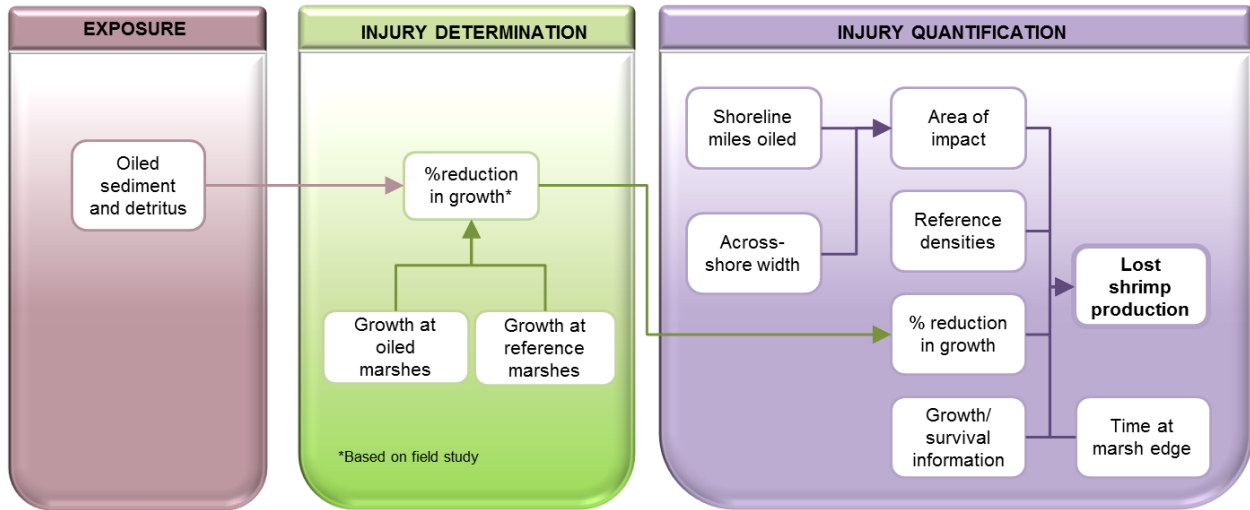 EXPOSURE
Oiled
sediment
and detritus
INJURY DETERMINATION
%reduction
in growth*
Growth at
oiled
marshes
Growth at
reference
marshes
*Based on field study
INJURY QUANTIFICATION
Shoreline
miles oiled
Across-
shore width
Area of
impact
Reference
densities
% reduction
in growth
Growth/
survival
information
Lost
shrimp
production
Time at
marsh edge